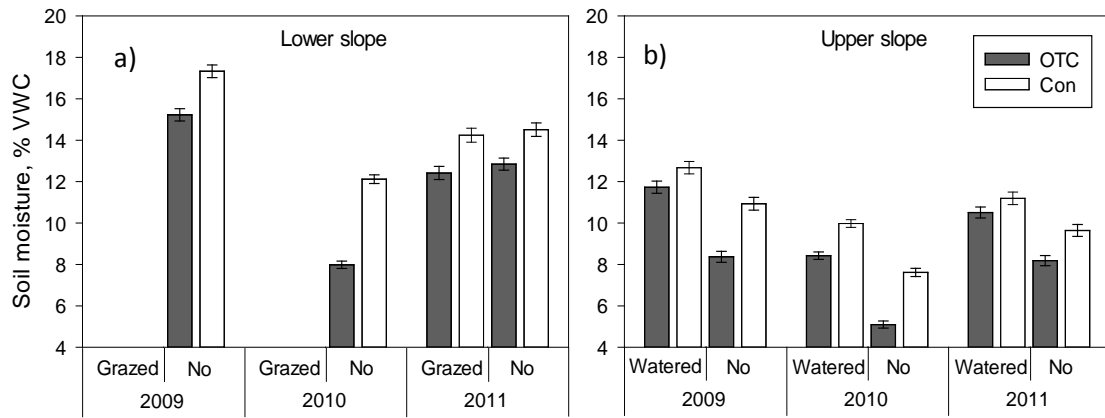 20
18
16
14
12
10
8
6
4
Soil moisture, % VWC
a)
Lower slope
Grazed No Grazed No Grazed No
2009 2010 2011
20
18
16
14
12
10
8
6
4
b)
Upper slope
OTC
Con
Watered No Watered No Watered No
2009 2010 2011